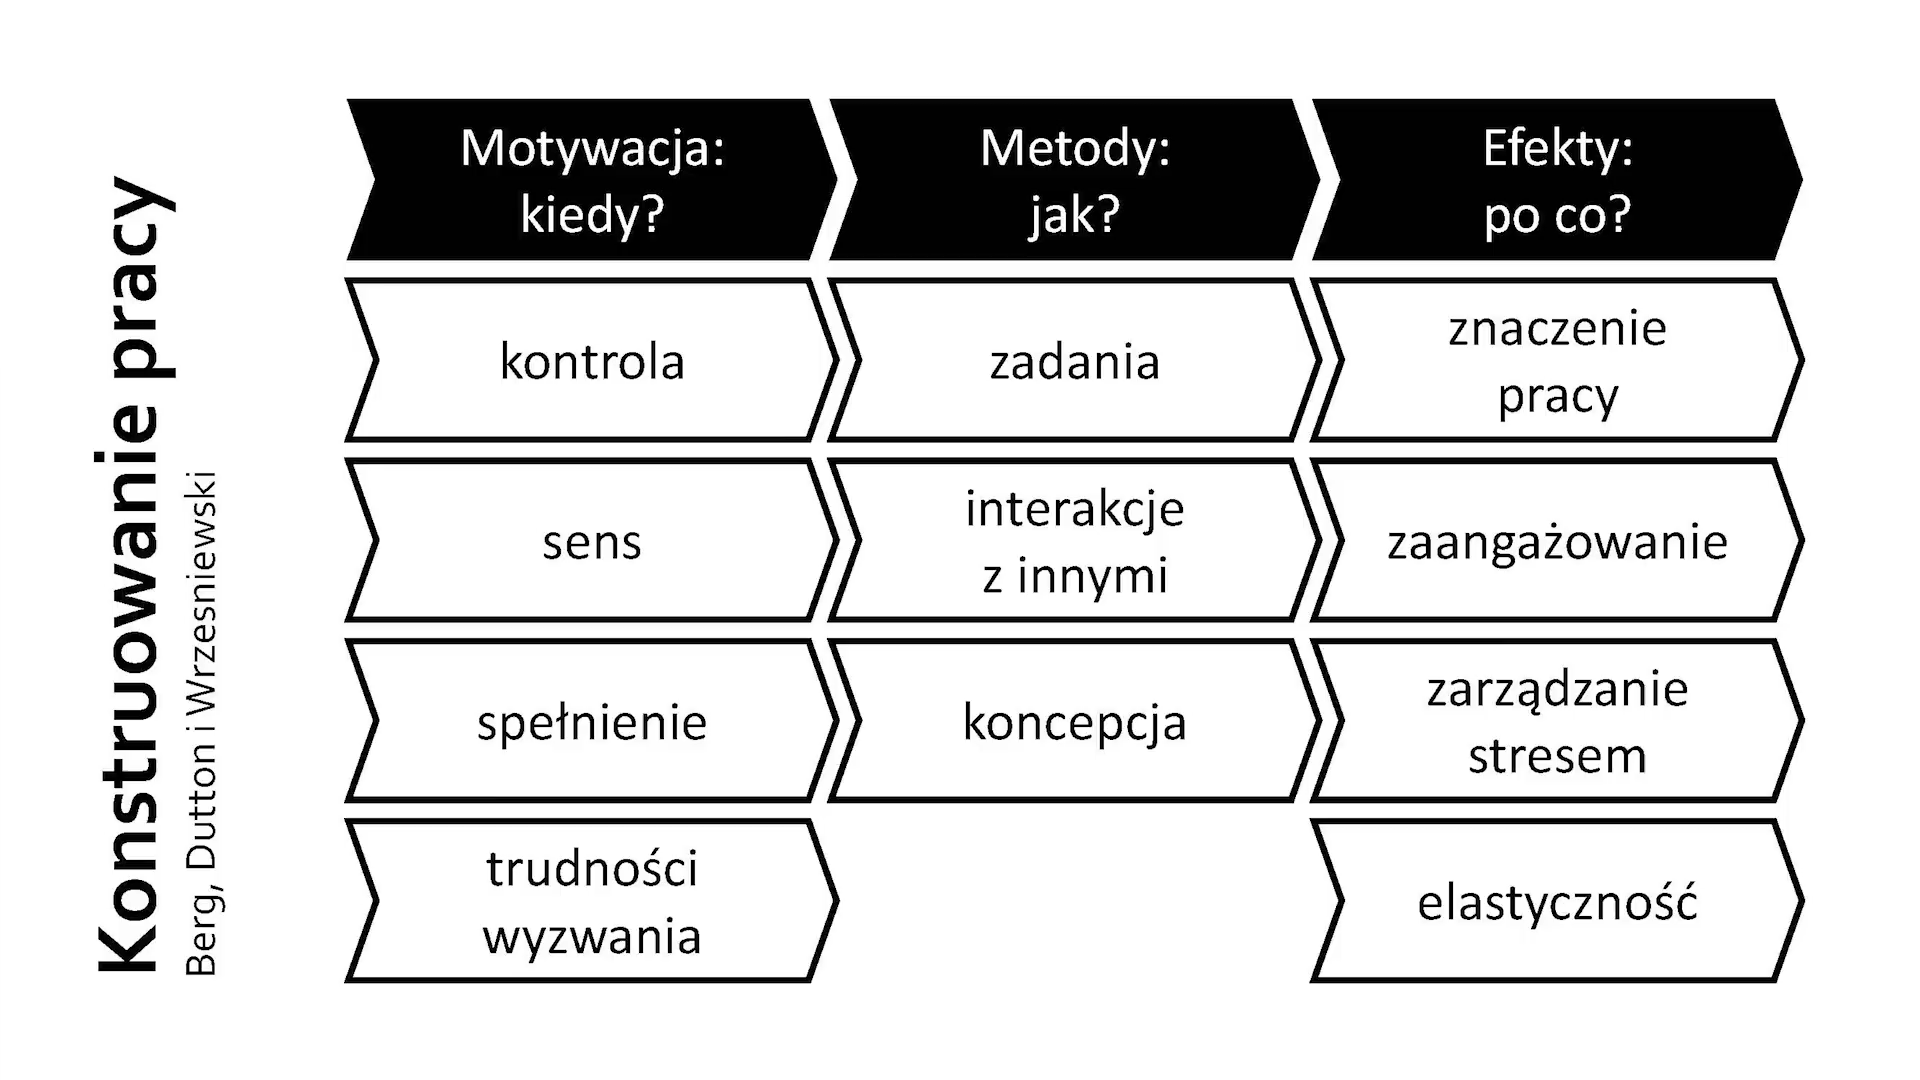 Konstruowanie pracy
Berg, Dutton i Wrzesniewski
Motywacja:
kiedy?
Metody:
jak?
Efekty:
po co?
kontrola
zadania
znaczenie
pracy
sens
interakcje
z innymi
zaangażowanie
spełnienie
koncepcja
zarządzanie
stresem
trudności
wyzwania
elastyczność